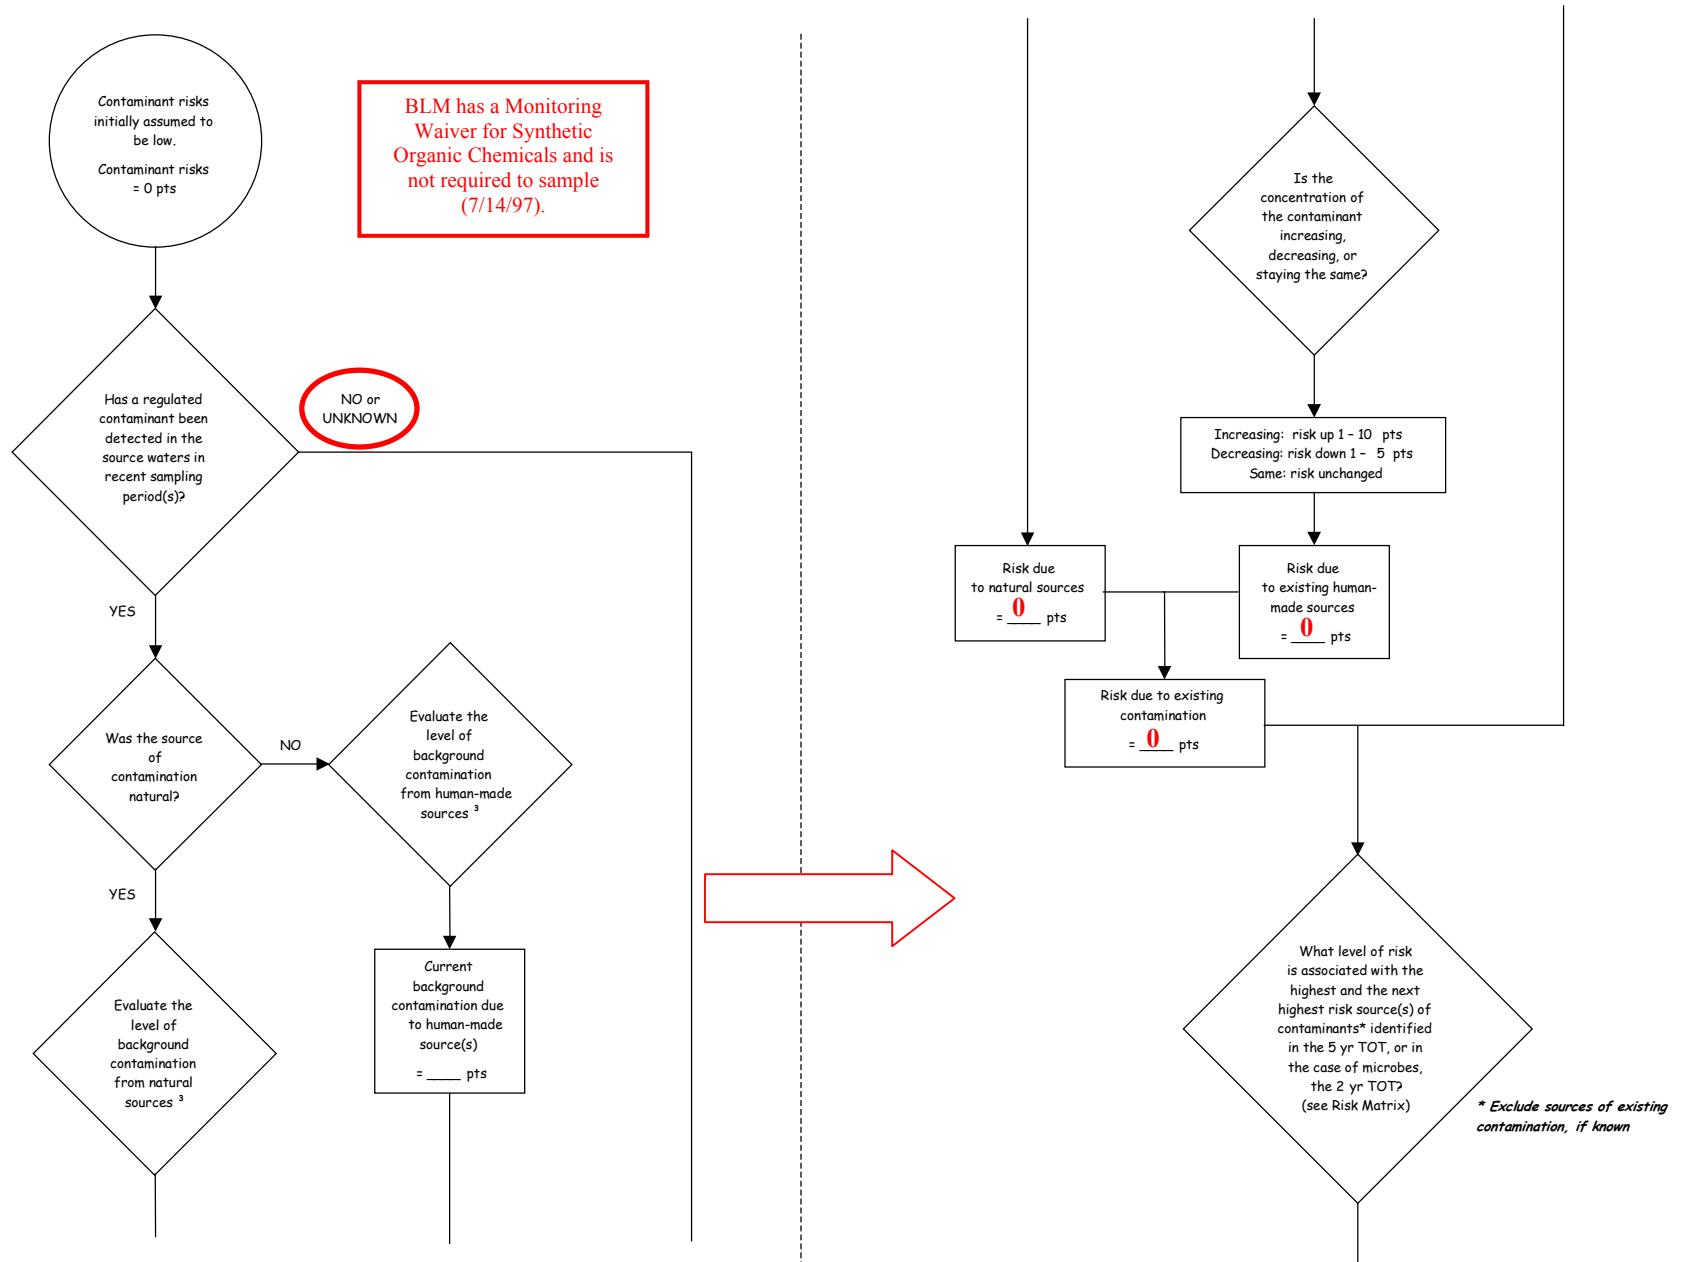 Contaminant risks
initially assumed to
be low.
Contaminant risks
= 0 pts
BLM has a Monitoring
Waiver for Synthetic
Organic Chemicals and is
not required to sample
(7/14/97).
Has a regulated
contaminant been
detected in the
source waters in
recent sampling
period(s)?
NO or
UNKNOWN
YES
Was the source
of
contamination
natural?
NO
Evaluate the
level of
background
contamination
from human-made
sources ³
YES
Evaluate the
level of
background
contamination
from natural
sources ³
Current
background
contamination due
to human-made
source(s)
= ____ pts
Is the
concentration of
the contaminant
increasing,
decreasing, or
staying the same?
Increasing: risk up 1 – 10 pts
Decreasing: risk down 1 – 5 pts
Same: risk unchanged
Risk due
to natural sources
= 0 pts
Risk due
to existing human-
made sources
= 0 pts
Risk due to existing
contamination
= 0 pts
What level of risk
is associated with the
highest and the next
highest risk source(s) of
contaminants* identified
in the 5 yr TOT, or in
the case of microbes,
the 2 yr TOT?
(see Risk Matrix)
* Exclude sources of existing
contamination, if known